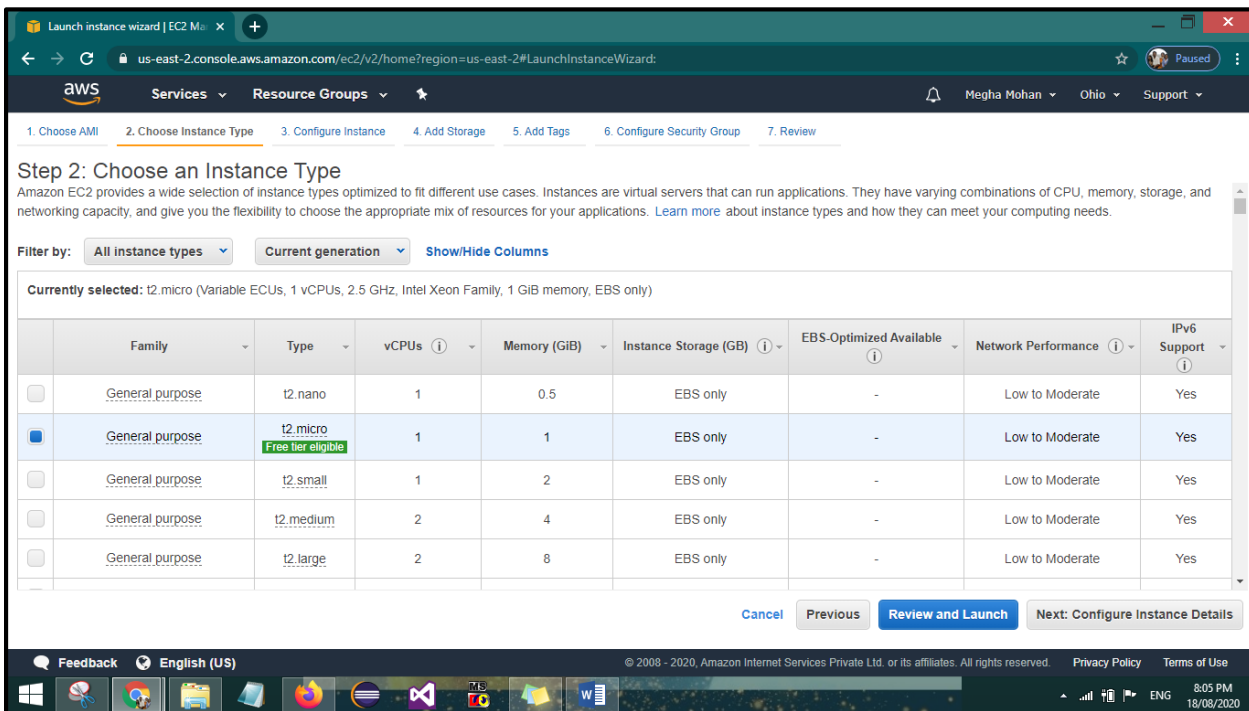 Launch instance wizard | EC2 Ma
us-east-2.console.aws.amazon.com/ec2/v2/home?region=us-east-2#LaunchInstanceWizard:
Paused
aws Services Resource Groups Megha Mohan Ohio Support
1. Choose AMI 2. Choose Instance Type 3. Configure Instance 4. Add Storage 5. Add Tags 6. Configure Security Group 7. Review
Step 2: Choose an Instance Type
Amazon EC2 provides a wide selection of instance types optimized to fit different use cases. Instances are virtual servers that can run applications. They have varying combinations of CPU, memory, storage, and
networking capacity, and give you the flexibility to choose the appropriate mix of resources for your applications. Learn more about instance types and how they can meet your computing needs.
Filter by: All instance types Current generation Show/Hide Columns
Currently selected: t2.micro (Variable ECUs, 1 vCPUs, 2.5 GHz, Intel Xeon Family, 1 GiB memory, EBS only)
Family Type vCPUs Memory (GiB) Instance Storage (GB) EBS-Optimized Available Network Performance IPv6 Support
General purpose t2.nano 1 0.5 EBS only - Low to Moderate Yes
General purpose t2.micro Free tier eligible 1 1 EBS only - Low to Moderate Yes
General purpose t2.small 1 2 EBS only - Low to Moderate Yes
General purpose t2.medium 2 4 EBS only - Low to Moderate Yes
General purpose t2.large 2 8 EBS only - Low to Moderate Yes
Cancel Previous Review and Launch Next: Configure Instance Details
Feedback English (US) © 2008 - 2020, Amazon Internet Services Private Ltd. or its affiliates. All rights reserved. Privacy Policy Terms of Use
MS
ENG
8:05 PM
18/08/2020